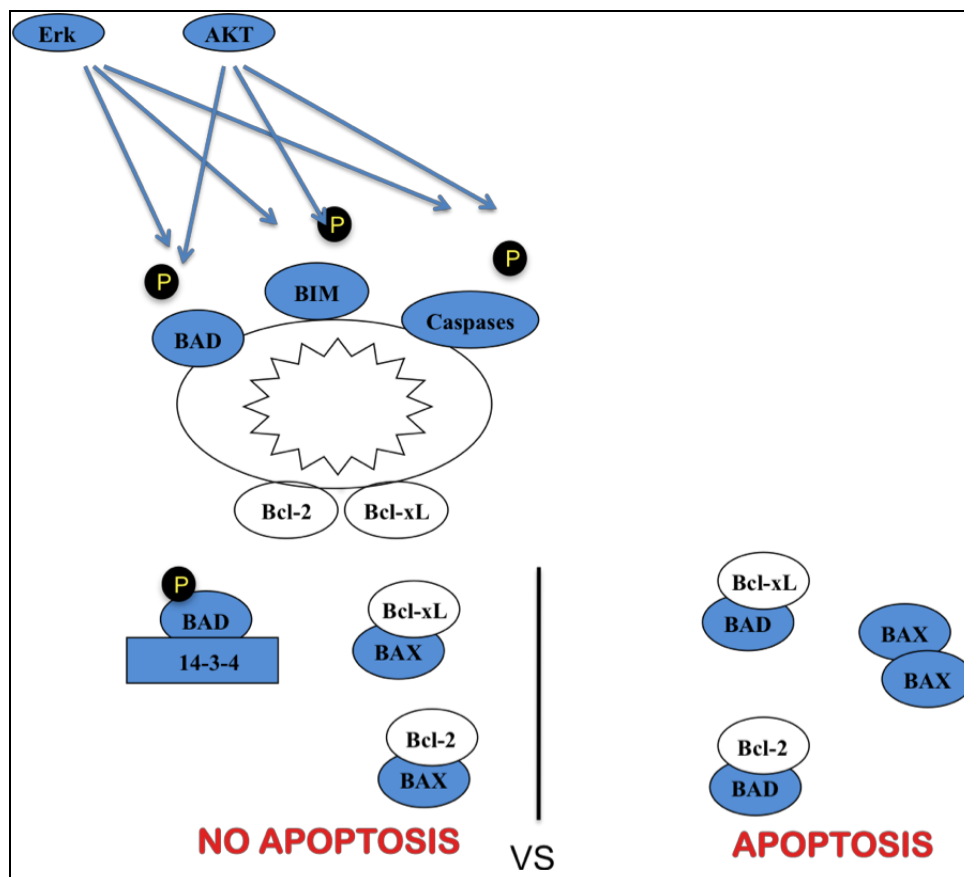 Erk
AKT
P
P
P
BIM
Caspases
BAD
Bcl-2
Bcl-xL
P
BAD
14-3-4
Bcl-xL
BAX
Bcl-2
BAX
NO APOPTOSIS
VS
Bcl-xL
BAD
BAX
BAX
Bcl-2
BAD
APOPTOSIS